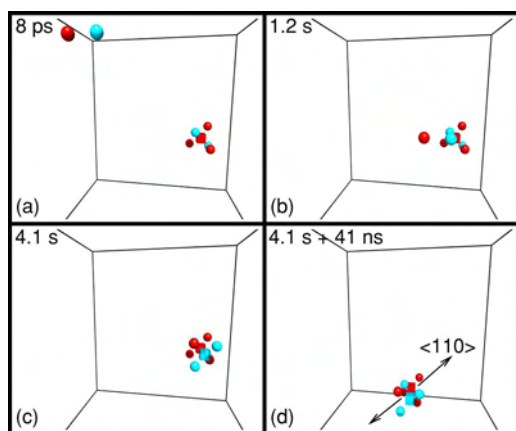 8 ps
(a)
1.2 s
(b)
4.1 s
(c)
4.1 s + 41 ns
<110>
(d)